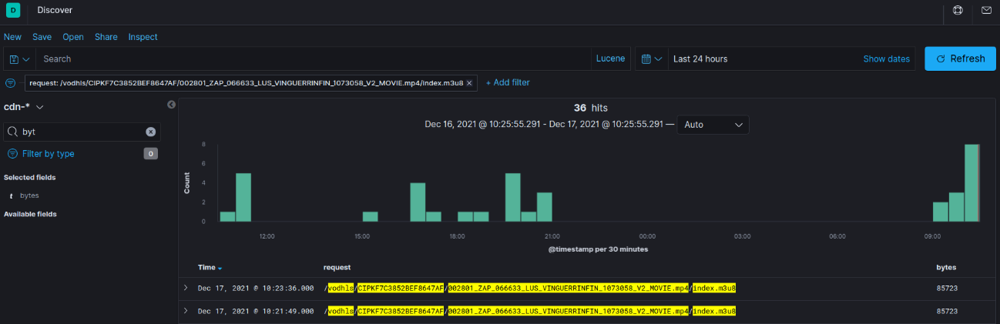 D Discover
New Save Open Share Inspect
Search Lucene Last 24 hours Show dates Refresh
request: /vodhls/CIPKF7C3852BEF8647AF/002801_ZAP_066633_LUS_VINGUERRINFIN_1073058_V2_MOVIE.mp4/index.m3u8 × + Add filter
cdn-*
36 hits
Dec 16, 2021 @ 10:25:55.291 - Dec 17, 2021 @ 10:25:55.291 — Auto
byt
Filter by type 0
Selected fields
t bytes
Available fields
Count
8
6
4
2
0
12:00 15:00 18:00 21:00 00:00 03:00 06:00 09:00
@timestamp per 30 minutes
Time request bytes
Dec 17, 2021 @ 10:23:36.000 /vodhls/CIPKF7C3852BEF8647AF/002801_ZAP_066633_LUS_VINGUERRINFIN_1073058_V2_MOVIE.mp4/index.m3u8 85723
Dec 17, 2021 @ 10:21:49.000 /vodhls/CIPKF7C3852BEF8647AF/002801_ZAP_066633_LUS_VINGUERRINFIN_1073058_V2_MOVIE.mp4/index.m3u8 85723